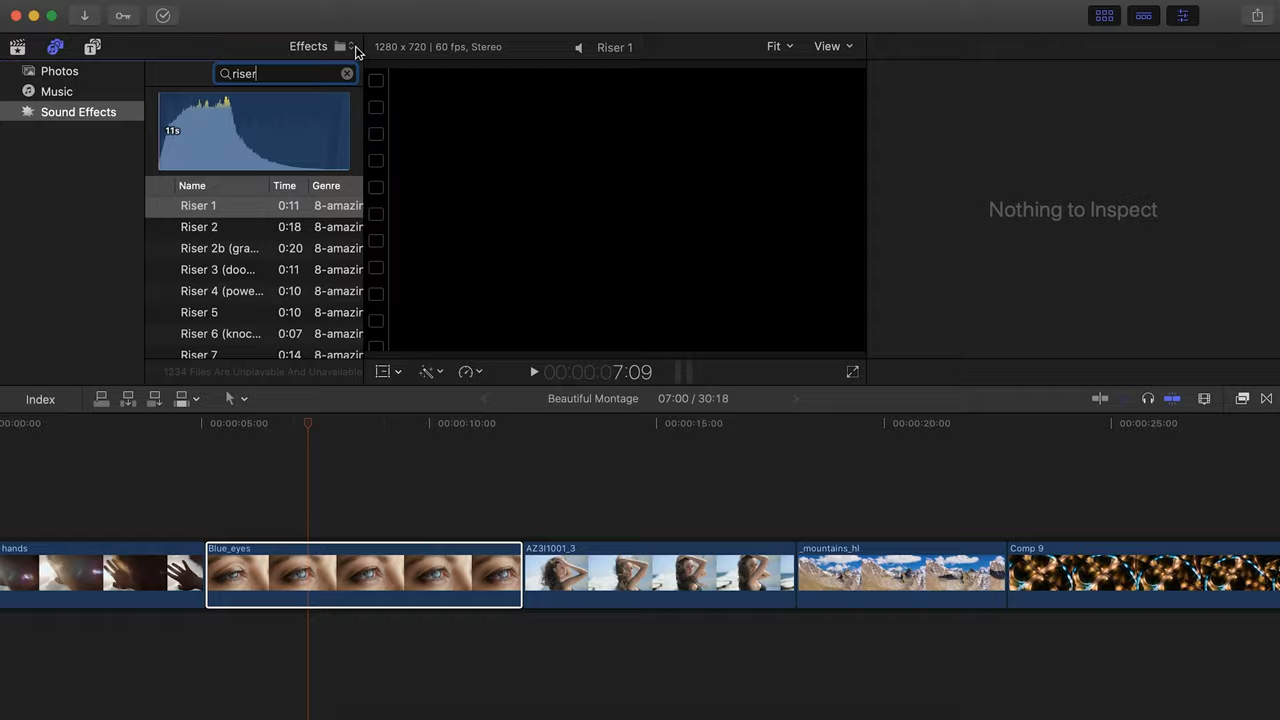 Effects
1280 x 720 | 60 fps, Stereo
Riser 1
Fit
View
Photos
Music
Sound Effects
riser
11s
Name Time Genre
Riser 1 0:11 8-amazin
Riser 2 0:18 8-amazin
Riser 2b (gra... 0:20 8-amazin
Riser 3 (doo... 0:11 8-amazin
Riser 4 (powe... 0:10 8-amazin
Riser 5 0:10 8-amazin
Riser 6 (knoc... 0:07 8-amazin
Riser 7 0:14 8-amazin
1234 Files Are Unplayable And Unavailable
Nothing to Inspect
00:00:07:09
Index
Beautiful Montage
07:00 / 30:18
00:00:00 00:00:05:00 00:00:10:00 00:00:15:00 00:00:20:00 00:00:25:00
hands Blue_eyes AZ3I1001_3 _mountains_hl Comp 9